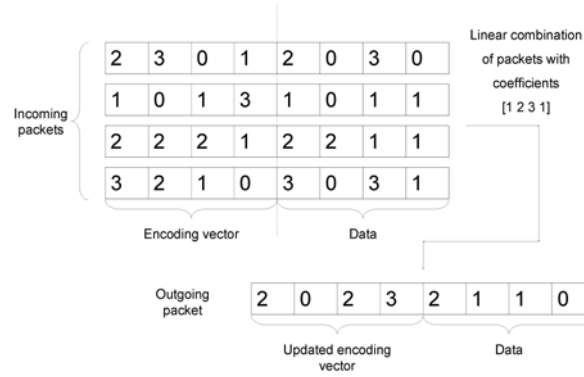 2 3 0 1 2 0 3 0
1 0 1 3 1 0 1 1
2 2 2 1 2 2 1 1
3 2 1 0 3 0 3 1
Incoming
packets
Encoding vector
Data
Linear combination
of packets with
coefficients
[1 2 3 1]
Outgoing
packet
2 0 2 3 2 1 1 0
Updated encoding
vector
Data